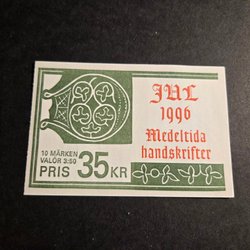 JUL
1996
Medeltida
handskrifter
10 MÄRKEN
VALÖR 3:50
PRIS 35 KR